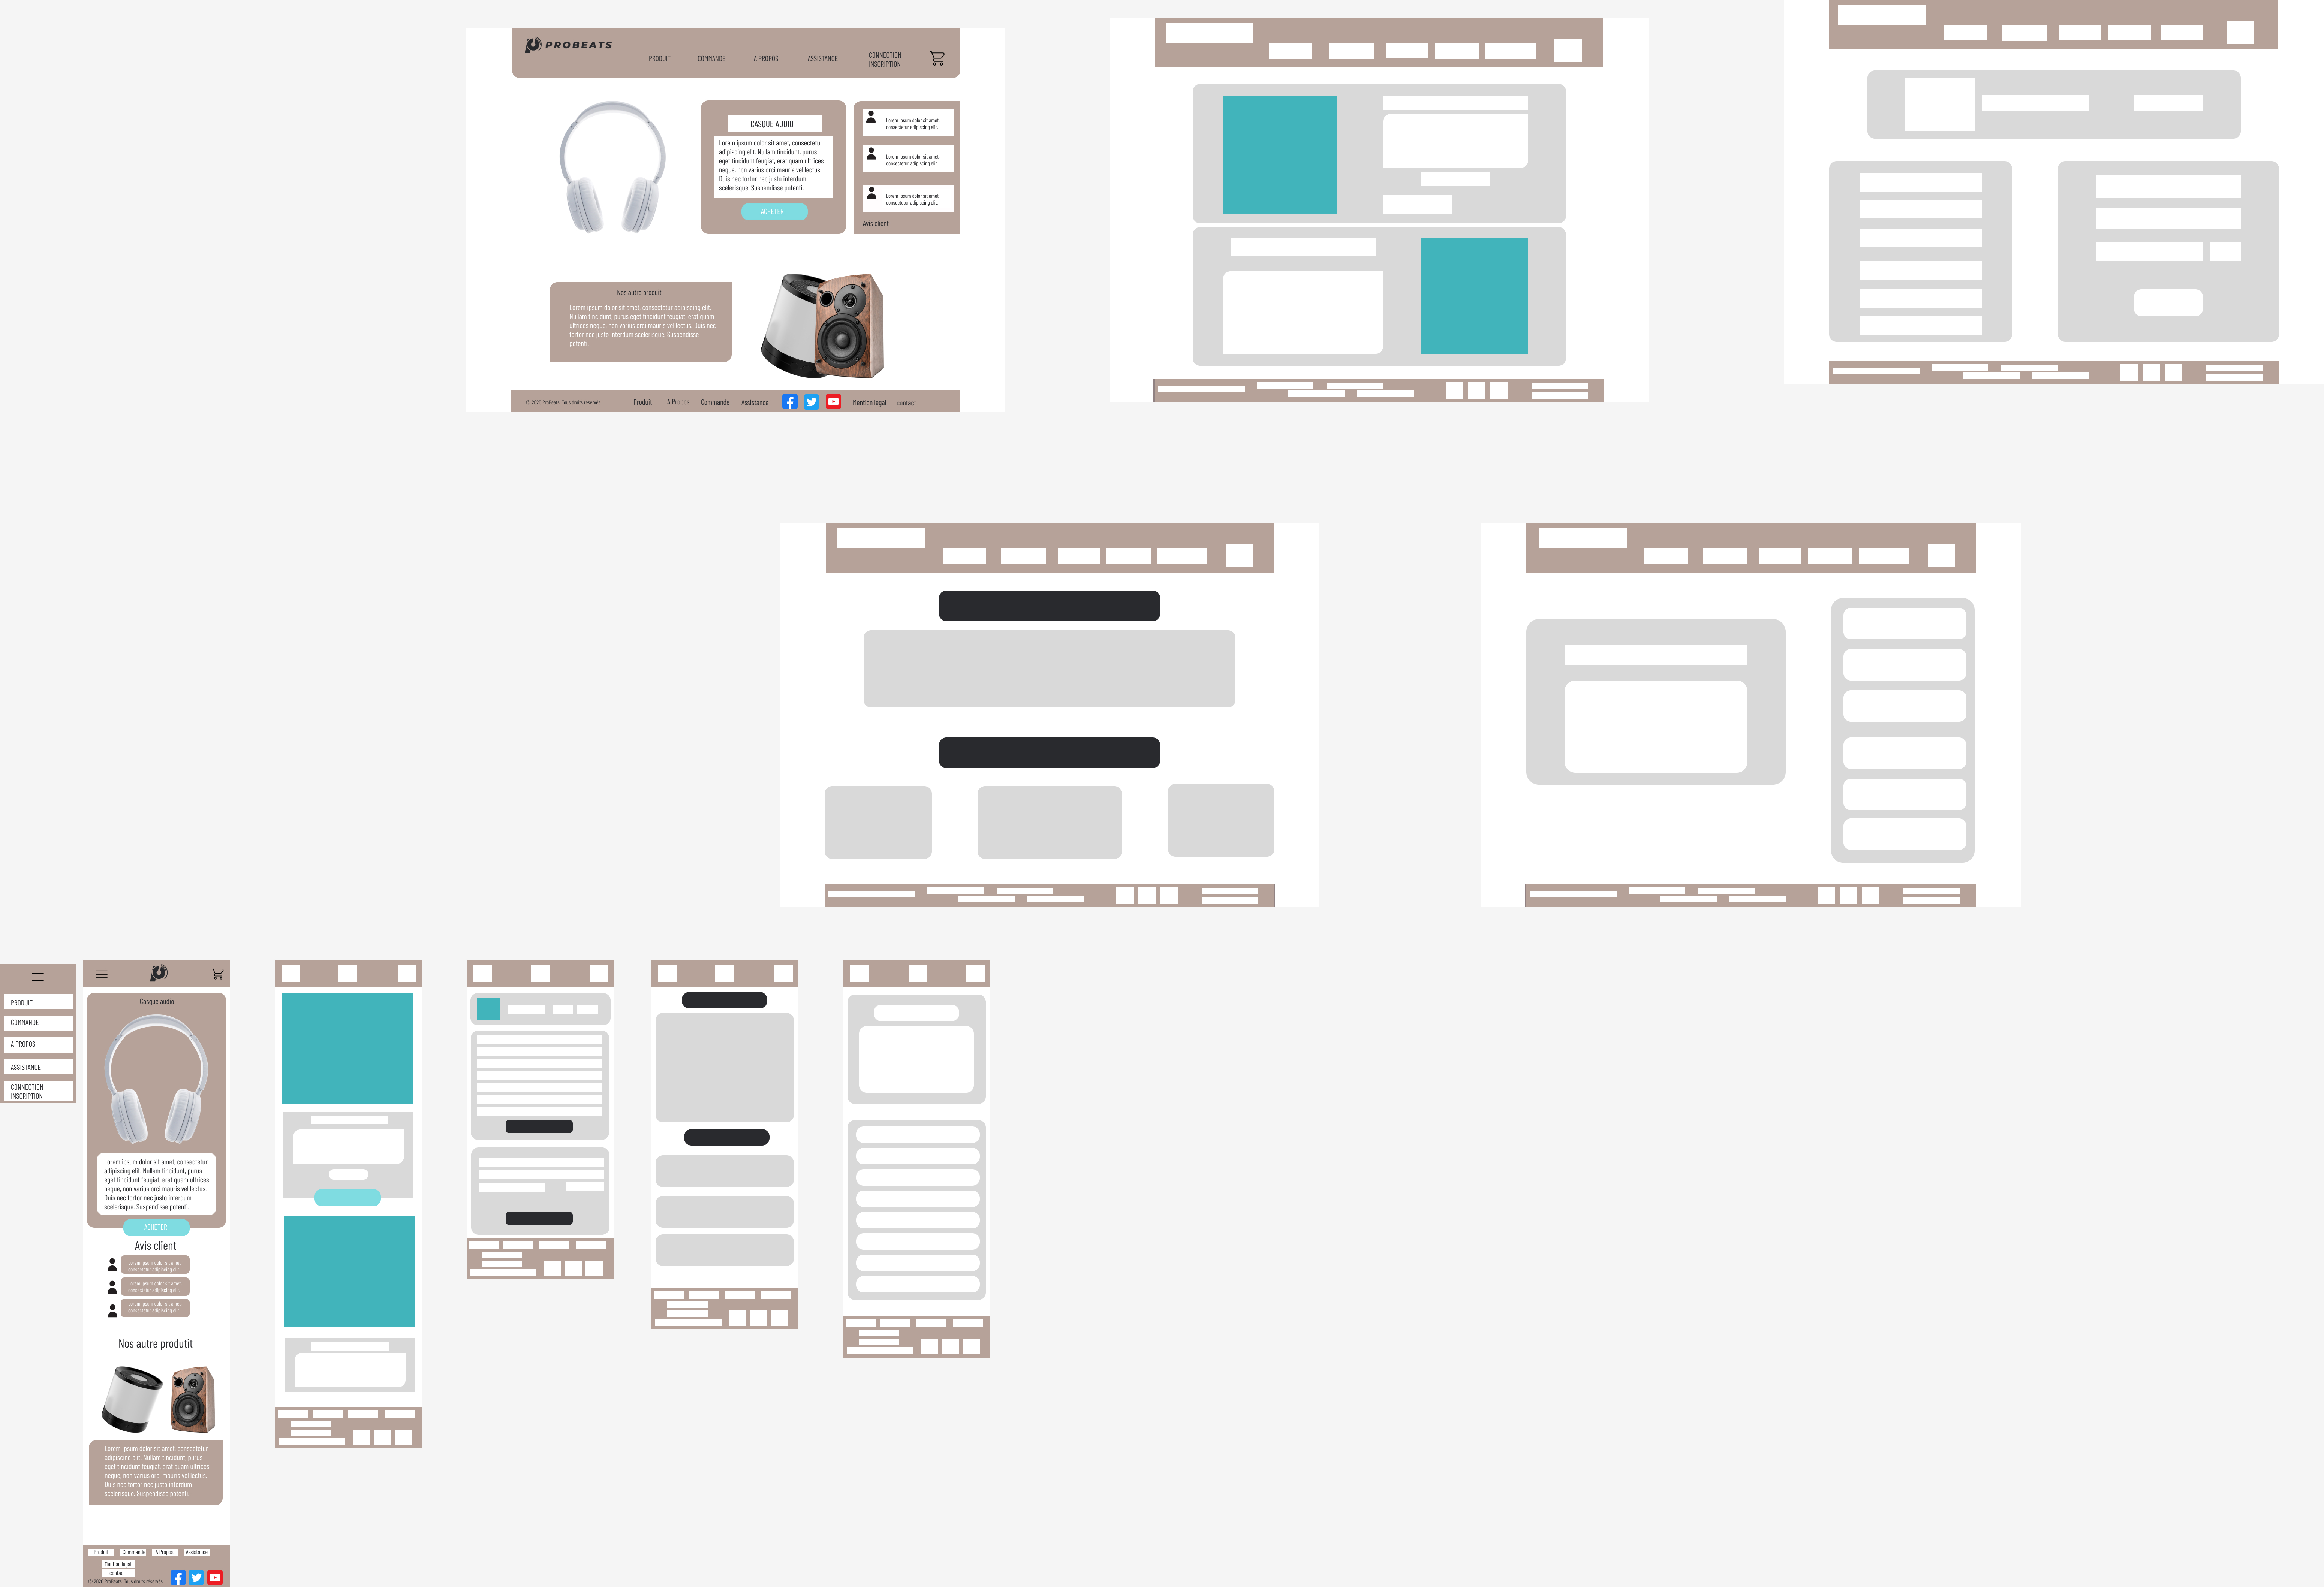 PROBEATS
PRODUIT
COMMANDE
A PROPOS
ASSISTANCE
CONNECTION
INSCRIPTION
CASQUE AUDIO
Lorem ipsum dolor sit amet, consectetur
adipiscing elit. Nullam tincidunt, purus
eget tincidunt feugiat, erat quam ultrices
neque, non varius orci mauris vel lectus.
Duis nec tortor nec justo interdum
scelerisque. Suspendisse potenti.
ACHETER
Lorem ipsum dolor sit amet,
consectetur adipiscing elit.
Lorem ipsum dolor sit amet,
consectetur adipiscing elit.
Lorem ipsum dolor sit amet,
consectetur adipiscing elit.
Avis client
Nos autre produit
Lorem ipsum dolor sit amet, consectetur adipiscing elit.
Nullam tincidunt, purus eget tincidunt feugiat, erat quam
ultrices neque, non varius orci mauris vel lectus. Duis nec
tortor nec justo interdum scelerisque. Suspendisse
potenti.
© 2020 ProBeats. Tous droits réservés.
Produit
A Propos
Commande
Assistance
Mention légal
contact
PRODUIT
COMMANDE
A PROPOS
ASSISTANCE
CONNECTION
INSCRIPTION
Casque audio
Lorem ipsum dolor sit amet, consectetur
adipiscing elit. Nullam tincidunt, purus
eget tincidunt feugiat, erat quam ultrices
neque, non varius orci mauris vel lectus.
Duis nec tortor nec justo interdum
scelerisque. Suspendisse potenti.
ACHETER
Avis client
Lorem ipsum dolor sit amet,
consectetur adipiscing elit.
Lorem ipsum dolor sit amet,
consectetur adipiscing elit.
Lorem ipsum dolor sit amet,
consectetur adipiscing elit.
Nos autre produtit
Lorem ipsum dolor sit amet, consectetur
adipiscing elit. Nullam tincidunt, purus
eget tincidunt feugiat, erat quam ultrices
neque, non varius orci mauris vel lectus.
Duis nec tortor nec justo interdum
scelerisque. Suspendisse potenti.
Produit
Commande
A Propos
Assistance
Mention légal
contact
© 2020 ProBeats. Tous droits réservés.